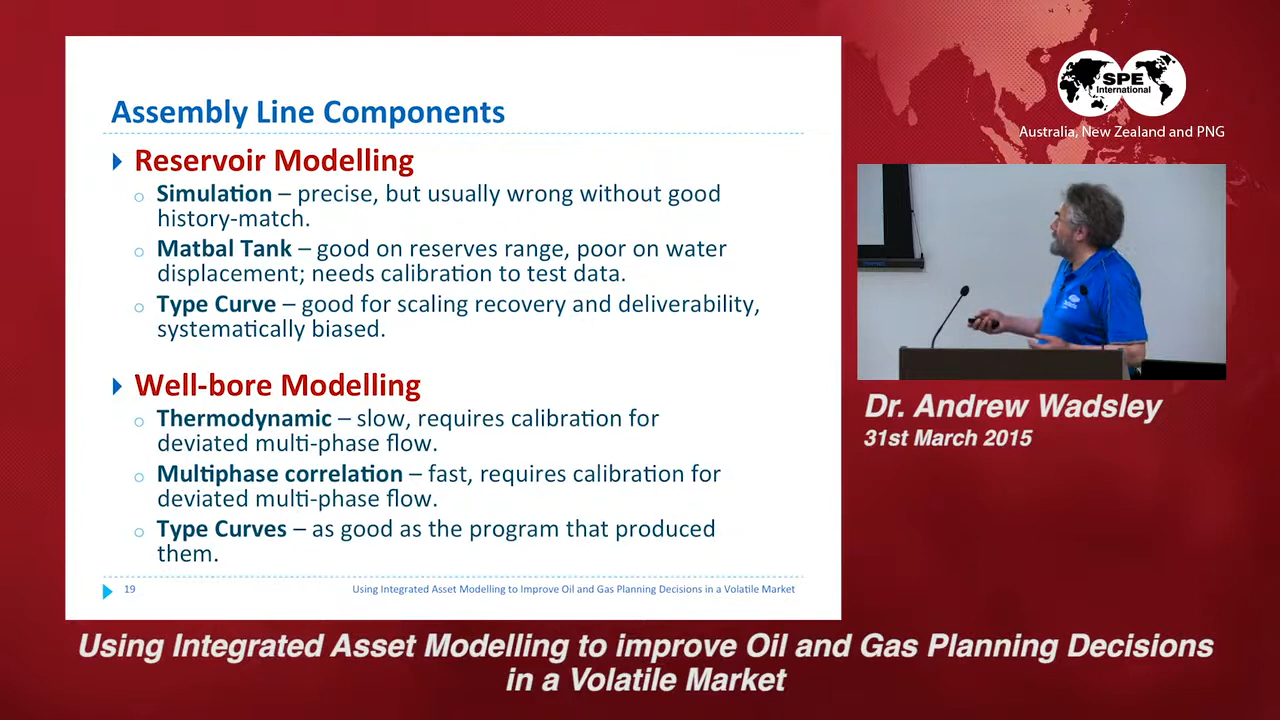 Assembly Line Components
Reservoir Modelling
Simulation – precise, but usually wrong without good
history-match.
Matbal Tank – good on reserves range, poor on water
displacement; needs calibration to test data.
Type Curve – good for scaling recovery and deliverability,
systematically biased.
Well-bore Modelling
Thermodynamic – slow, requires calibration for
deviated multi-phase flow.
Multiphase correlation – fast, requires calibration for
deviated multi-phase flow.
Type Curves – as good as the program that produced
them.
19
Using Integrated Asset Modelling to Improve Oil and Gas Planning Decisions in a Volatile Market
SPE
International
Australia, New Zealand and PNG
Dr. Andrew Wadsley
31st March 2015
Using Integrated Asset Modelling to improve Oil and Gas Planning Decisions
in a Volatile Market